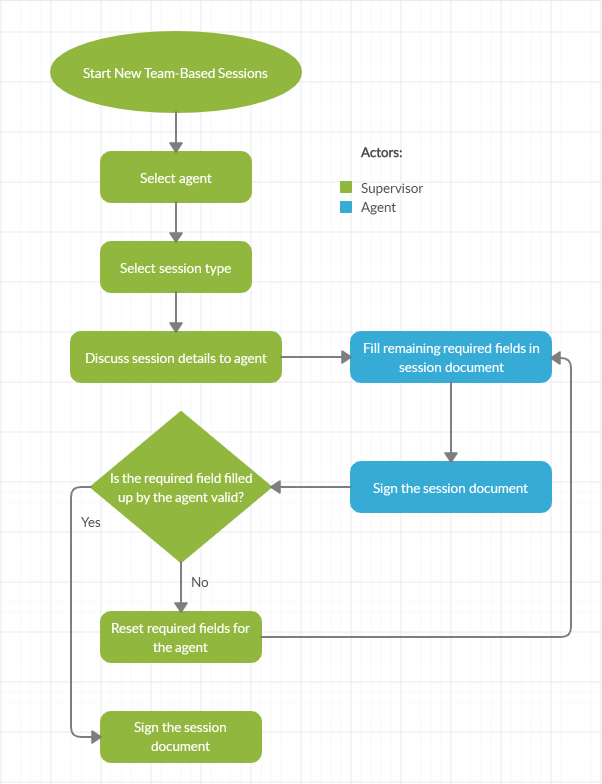 Start New Team-Based Sessions
Actors:
Select agent
Supervisor
Agent
Select session type
Discuss session details to agent
Fill remaining required fields in
session document
Is the required field filled
up by the agent valid?
Sign the session document
Yes
No
Reset required fields for
the agent
Sign the session
document